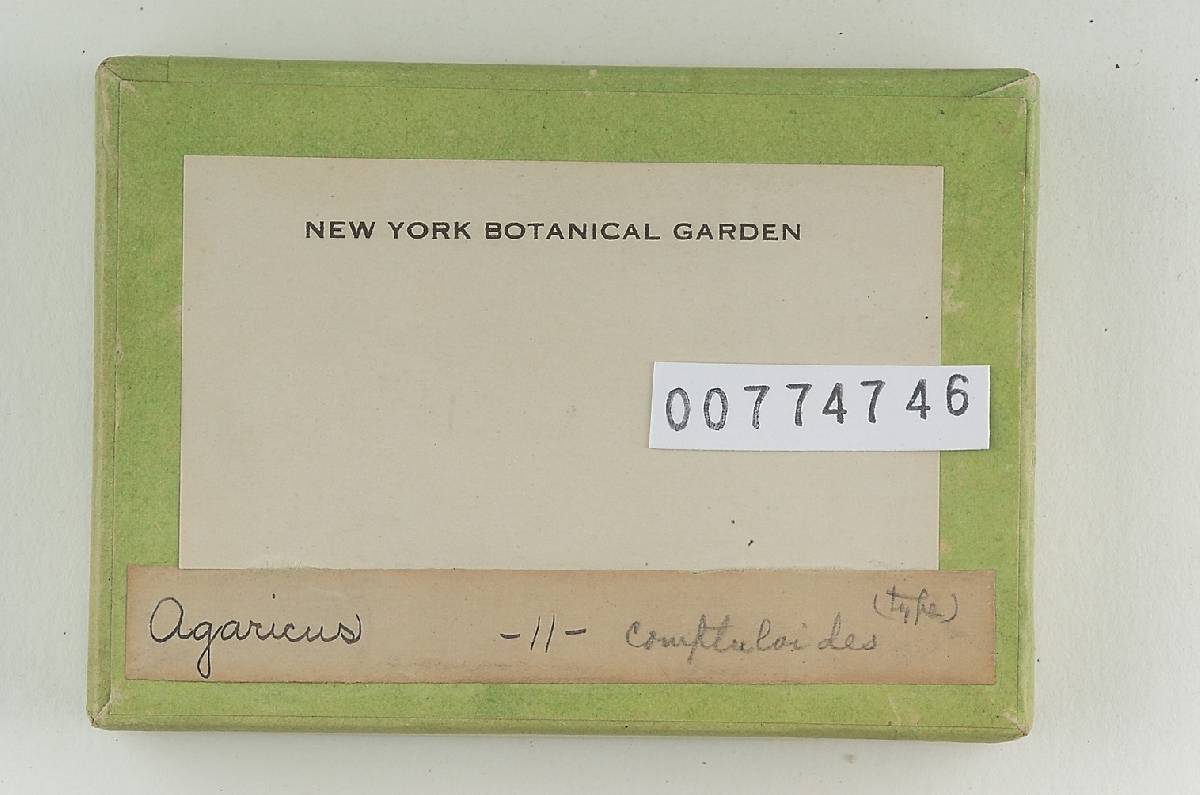 NEW YORK BOTANICAL GARDEN
00774746
Agaricus -11- comptuloides (type)